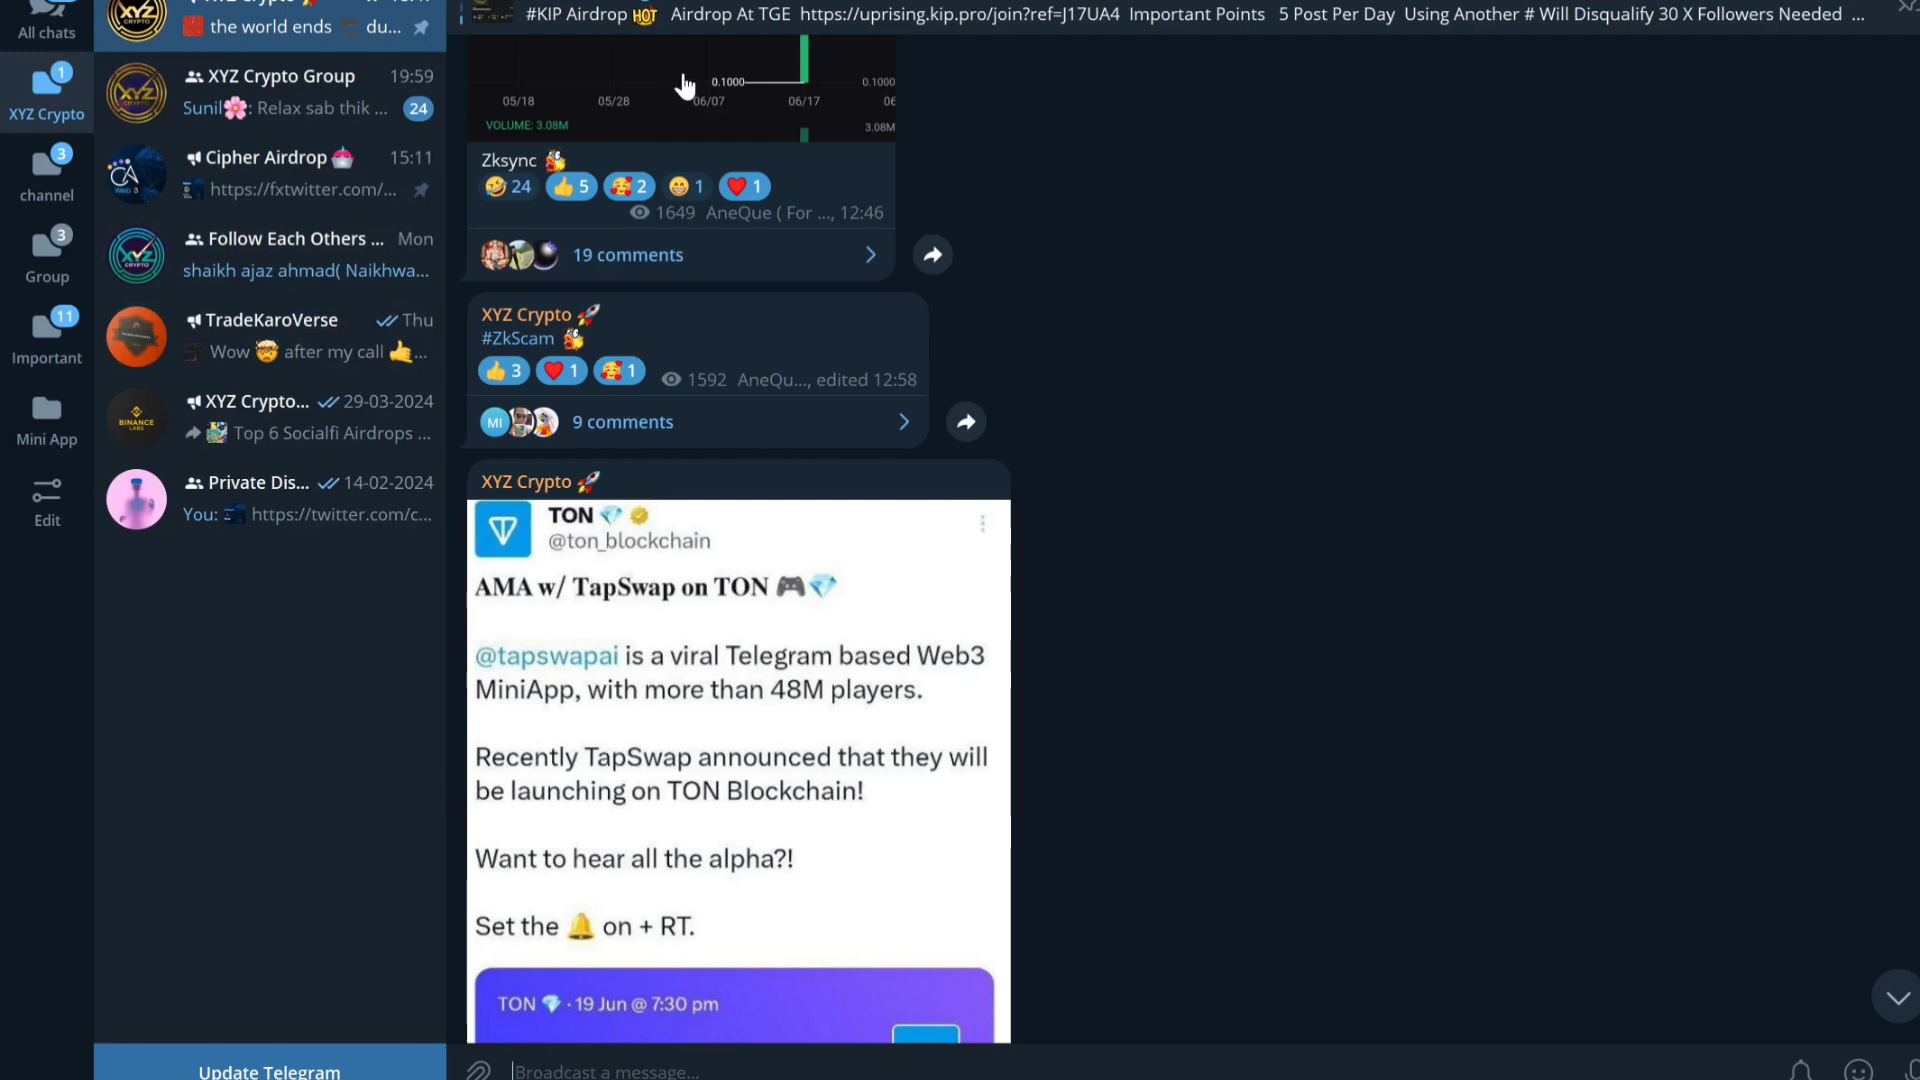 All chats
the world ends du...
#KIP Airdrop HOT Airdrop At TGE https://uprising.kip.pro/join?ref=J17UA4 Important Points 5 Post Per Day Using Another # Will Disqualify 30 X Followers Needed ...
1
XYZ Crypto
XYZ Crypto Group 19:59
Sunil🌸: Relax sab thik ... 24
Cipher Airdrop 15:11
https://fxtwitter.com/...
3
channel
Follow Each Others ... Mon
shaikh ajaz ahmad( Naikhwa...
3
Group
TradeKaroVerse Thu
Wow 🤯 after my call 🤙...
11
Important
XYZ Crypto... 29-03-2024
Top 6 Socialfi Airdrops ...
BINANCE
LABS
Mini App
Private Dis... 14-02-2024
You: https://twitter.com/c...
Edit
Update Telegram
0.1000 0.1000
05/18 05/28 06/07 06/17 06
VOLUME: 3.08M 3.08M
Zksync
🤣 24 👍 5 🥰 2 😁 1 ❤️ 1
1649 AneQue ( For ..., 12:46
19 comments
XYZ Crypto 🚀
#ZkScam
👍 3 ❤️ 1 🥰 1 1592 AneQu..., edited 12:58
MI 9 comments
XYZ Crypto 🚀
TON 💎
@ton_blockchain
AMA w/ TapSwap on TON 🎮💎
@tapswapai is a viral Telegram based Web3
MiniApp, with more than 48M players.
Recently TapSwap announced that they will
be launching on TON Blockchain!
Want to hear all the alpha?!
Set the 🔔 on + RT.
TON 💎 · 19 Jun @ 7:30 pm
Broadcast a message...